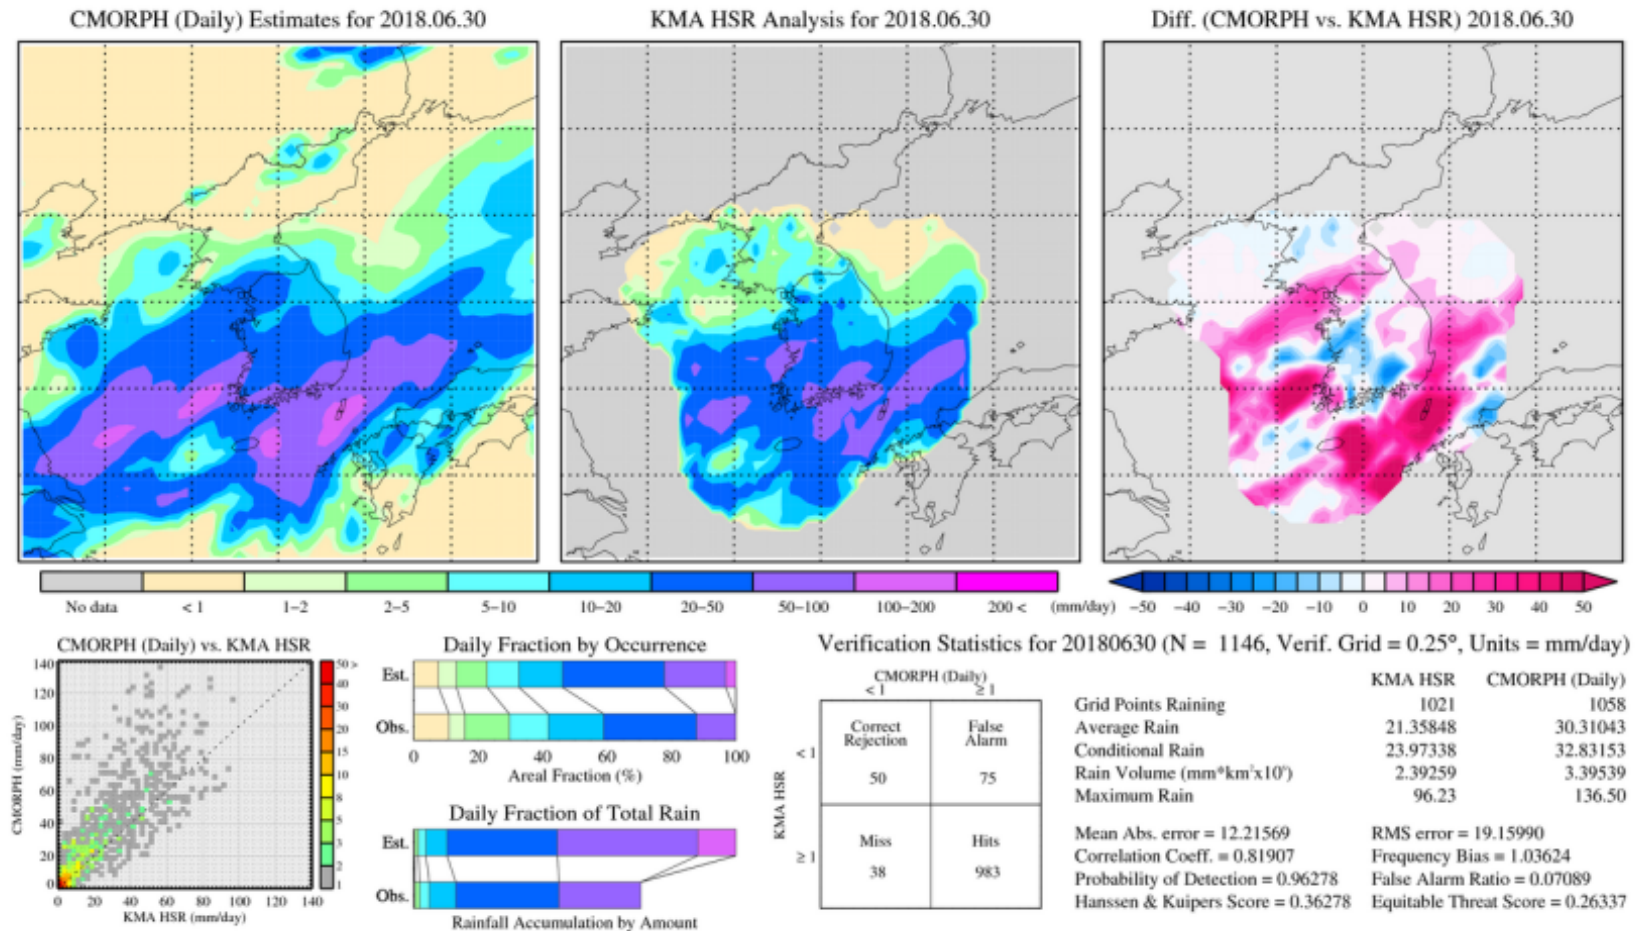 CMORPH (Daily) Estimates for 2018.06.30
KMA HSR Analysis for 2018.06.30
Diff. (CMORPH vs. KMA HSR) 2018.06.30
No data < 1 1−2 2−5 5−10 10−20 20−50 50−100 100−200 200 < (mm/day)
−50 −40 −30 −20 −10 0 10 20 30 40 50
CMORPH (Daily) vs. KMA HSR
140
120
100
80
60
40
20
0
CMORPH (mm/day)
0 20 40 60 80 100 120 140
KMA HSR (mm/day)
50 >
40
30
20
15
10
8
5
3
2
1
Daily Fraction by Occurrence
Est.
Obs.
0 20 40 60 80 100
Areal Fraction (%)
Daily Fraction of Total Rain
Est.
Obs.
Rainfall Accumulation by Amount
Verification Statistics for 20180630 (N = 1146, Verif. Grid = 0.25°, Units = mm/day)
CMORPH (Daily)
< 1 ≥ 1
KMA HSR
< 1
≥ 1
Correct Rejection
50
False Alarm
75
Miss
38
Hits
983
KMA HSR CMORPH (Daily)
Grid Points Raining 1021 1058
Average Rain 21.35848 30.31043
Conditional Rain 23.97338 32.83153
Rain Volume 2.39259 3.39539
Maximum Rain 96.23 136.50
Mean Abs. error = 12.21569 RMS error = 19.15990
Correlation Coeff. = 0.81907 Frequency Bias = 1.03624
Probability of Detection = 0.96278 False Alarm Ratio = 0.07089
Hanssen & Kuipers Score = 0.36278 Equitable Threat Score = 0.26337